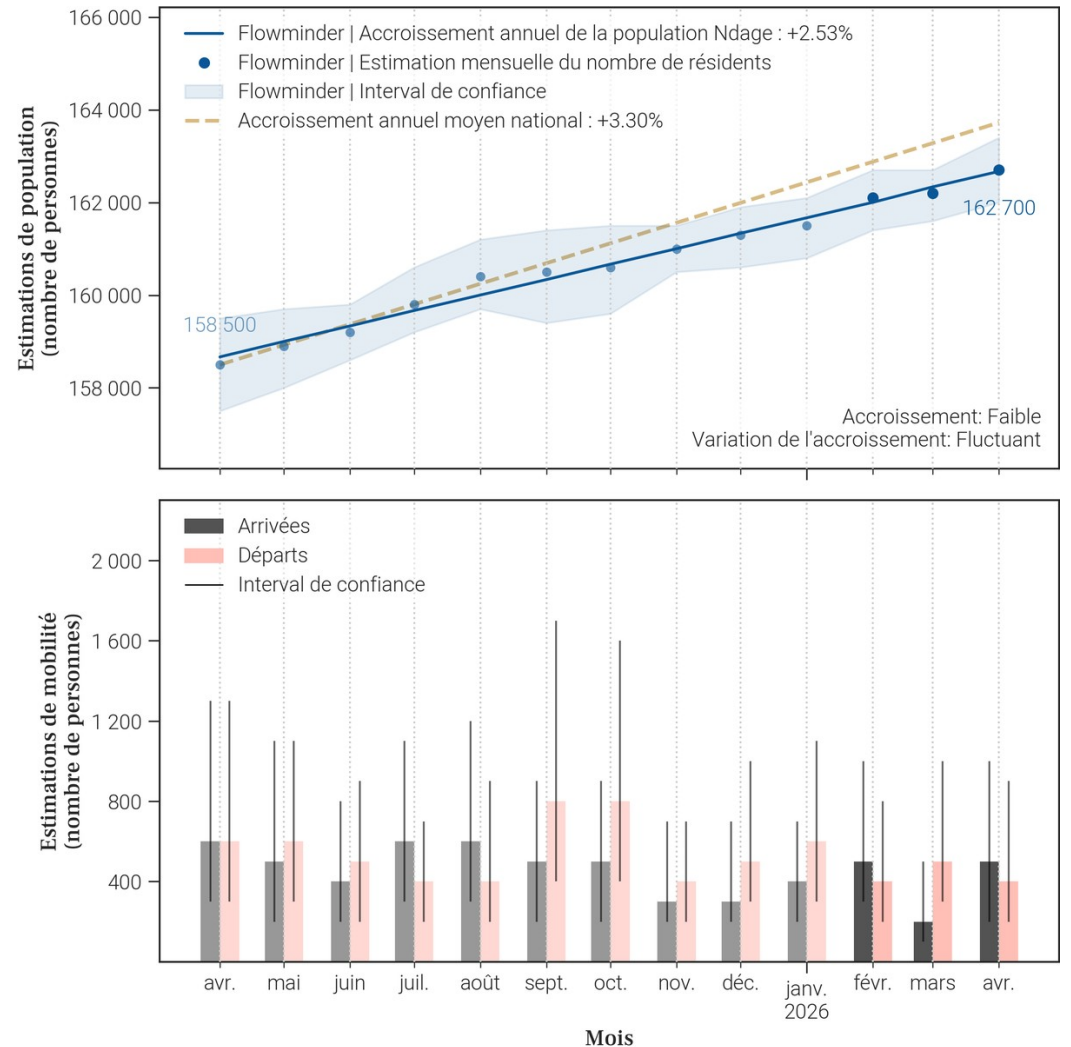 166 000
164 000
162 000
160 000
158 000
Estimations de population
(nombre de personnes)
Flowminder | Accroissement annuel de la population Ndage : +2.53%
Flowminder | Estimation mensuelle du nombre de résidents
Flowminder | Interval de confiance
Accroissement annuel moyen national : +3.30%
158 500
162 700
Accroissement: Faible
Variation de l'accroissement: Fluctuant
Arrivées
Départs
Interval de confiance
2 000
1 600
1 200
800
400
Estimations de mobilité
(nombre de personnes)
avr. mai juin juil. août sept. oct. nov. déc. janv. févr. mars avr.
2026
Mois